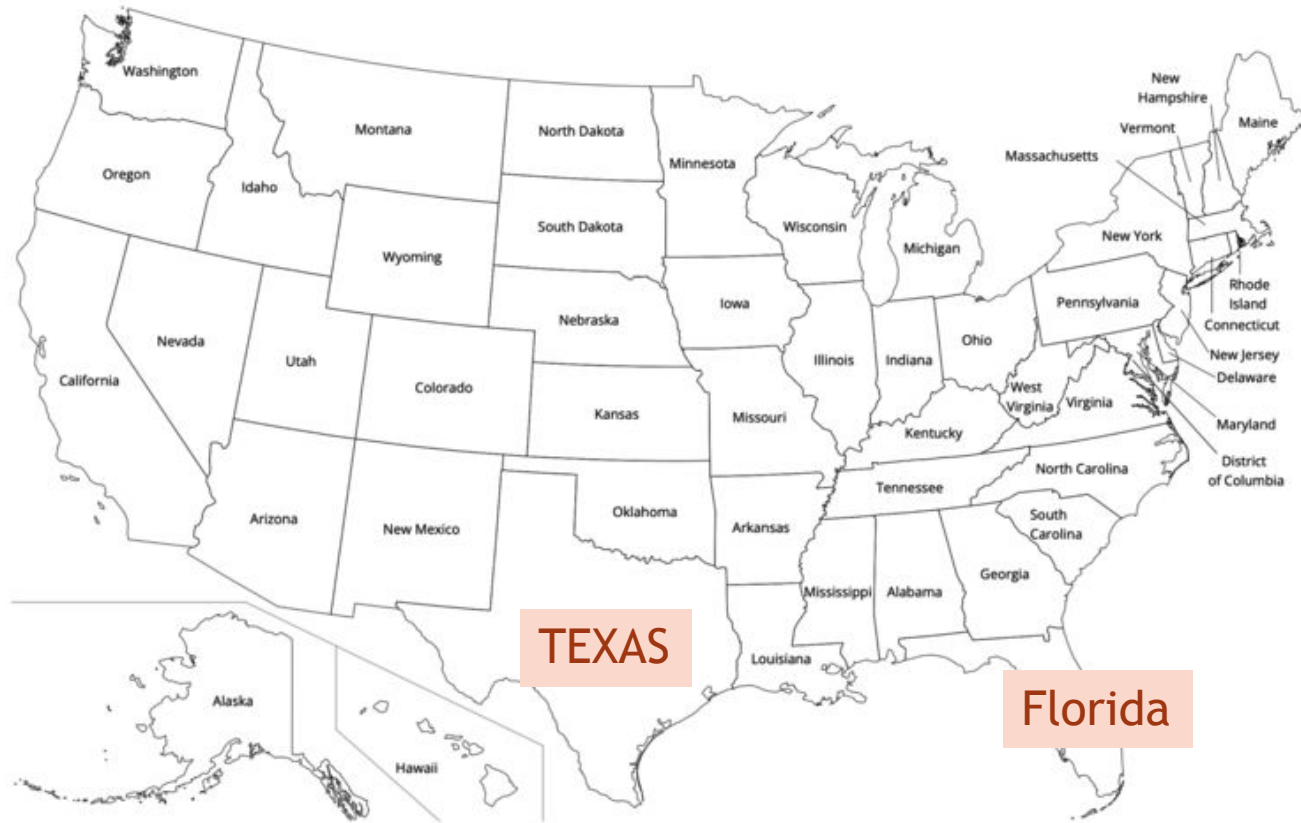 New
Hampshire
Washington
Vermont
Maine
Montana
North Dakota
Minnesota
Massachusetts
Oregon
Idaho
South Dakota
Wisconsin
Michigan
New York
Wyoming
Rhode
Island
Iowa
Pennsylvania
Nebraska
Connecticut
Nevada
Utah
Illinois
Indiana
Ohio
New Jersey
California
Colorado
Delaware
Kansas
Missouri
West
Virginia
Virginia
Maryland
Kentucky
District
of Columbia
North Carolina
Tennessee
Arizona
New Mexico
Oklahoma
Arkansas
South
Carolina
Georgia
Mississippi
Alabama
TEXAS
Louisiana
Florida
Alaska
Hawaii